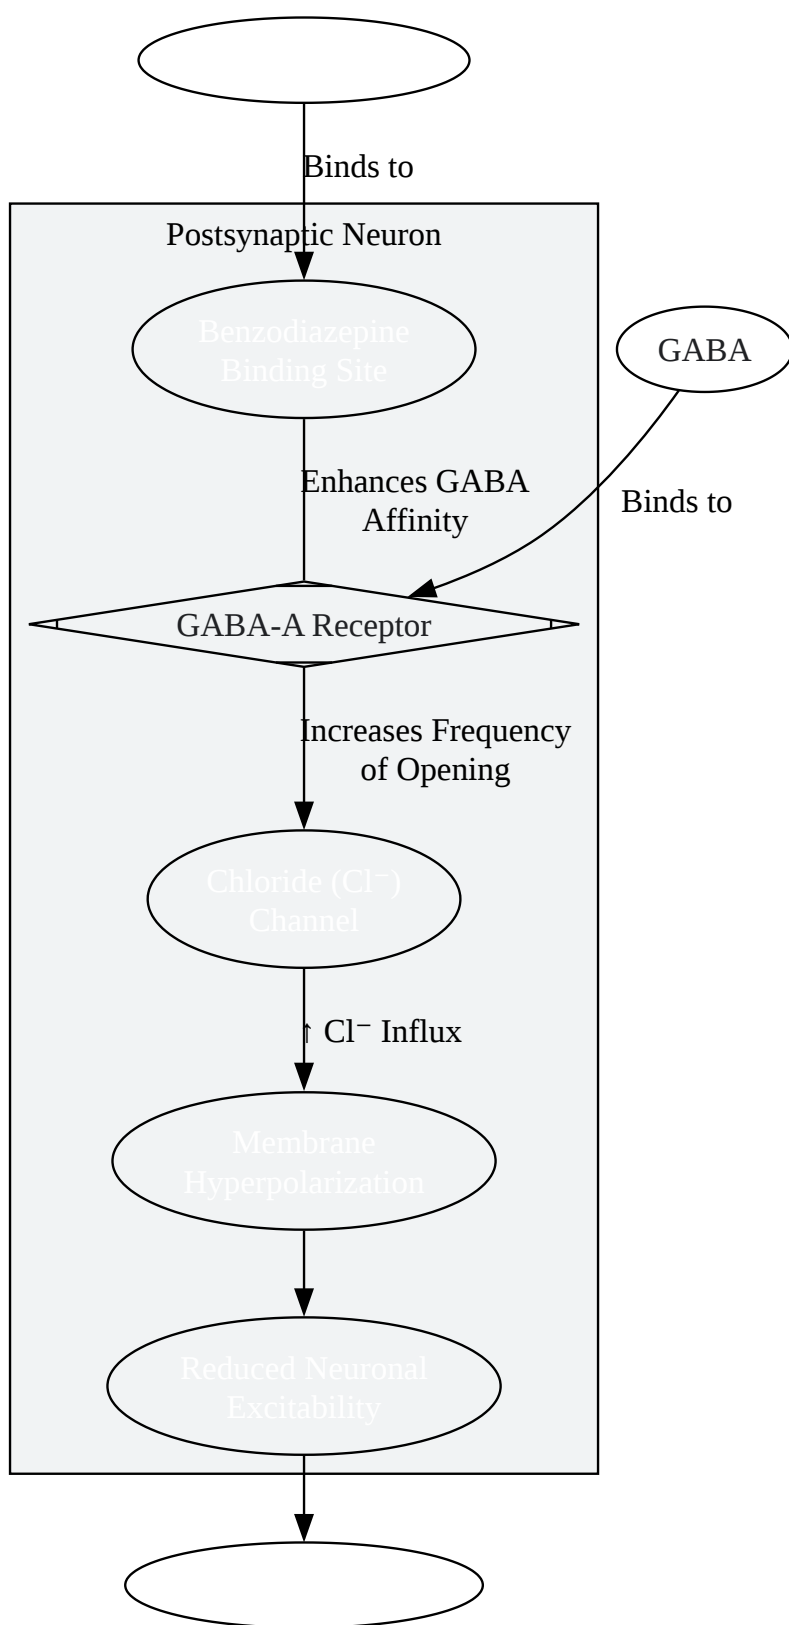 Binds to
Postsynaptic Neuron
Benzodiazepine
Binding Site
GABA
Enhances GABA
Affinity
Binds to
GABA-A Receptor
Increases Frequency
of Opening
Chloride (Cl⁻)
Channel
↑ Cl⁻ Influx
Membrane
Hyperpolarization
Reduced Neuronal
Excitability